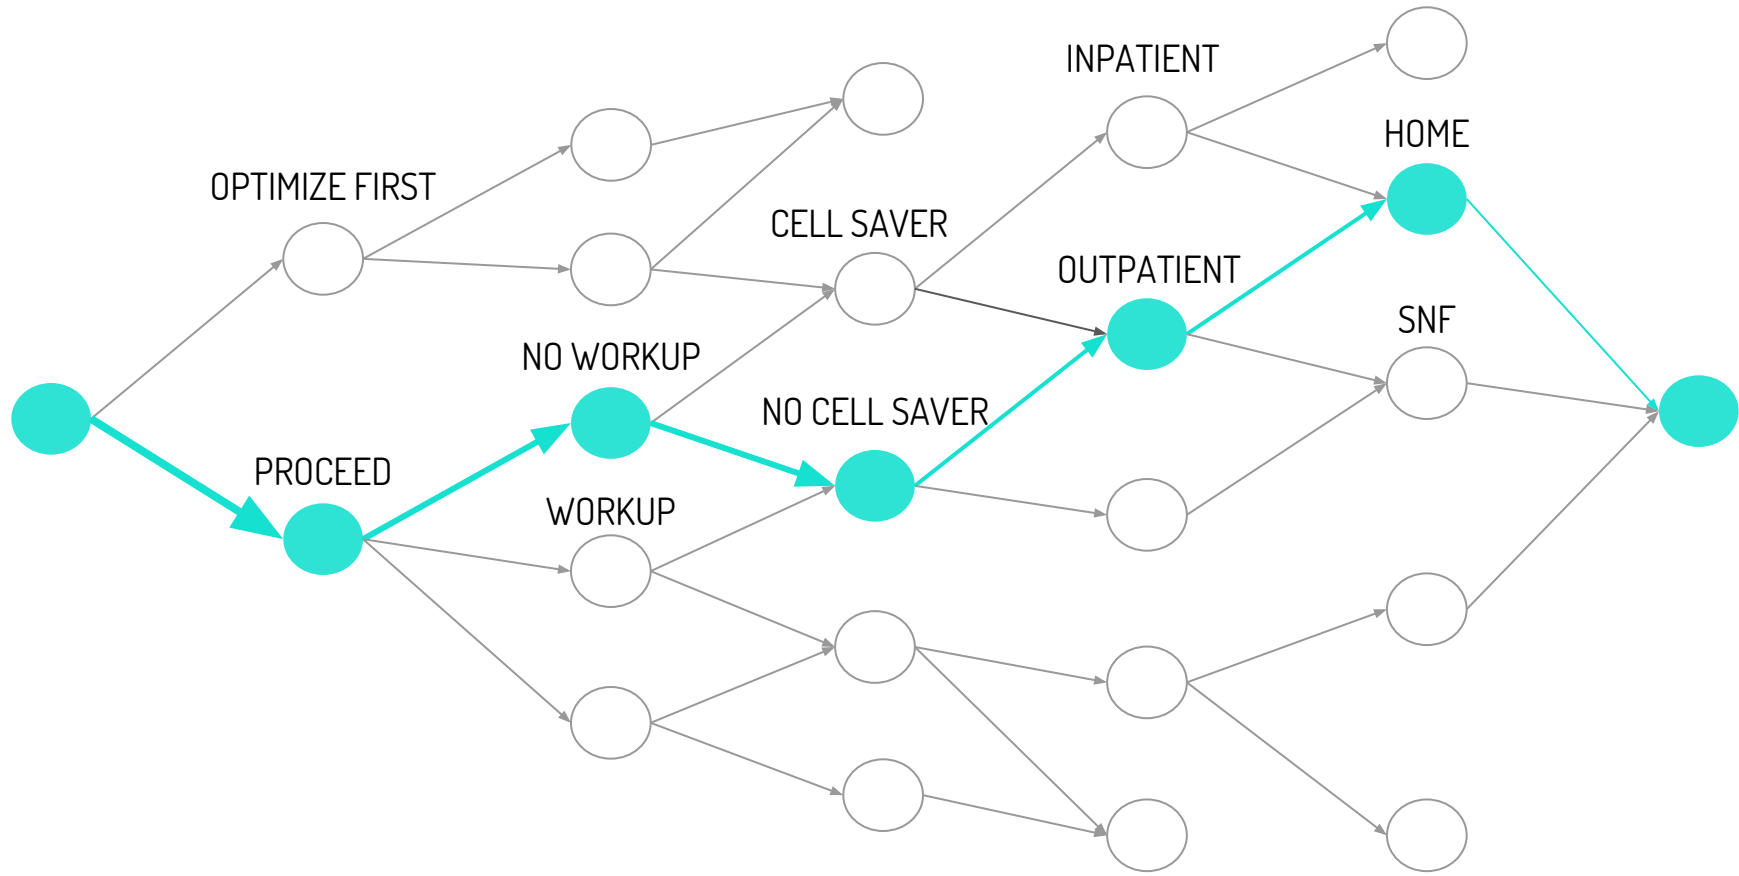 INPATIENT
HOME
OPTIMIZE FIRST
CELL SAVER
OUTPATIENT
SNF
NO WORKUP
NO CELL SAVER
PROCEED
WORKUP